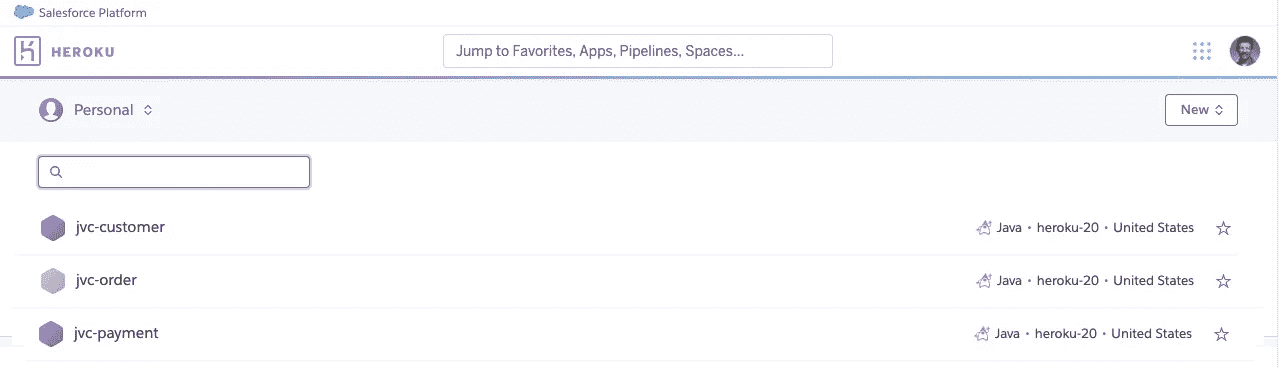 Salesforce Platform
HEROKU
Jump to Favorites, Apps, Pipelines, Spaces...
Personal
New
jvc-customer
Java • heroku-20 • United States
jvc-order
Java • heroku-20 • United States
jvc-payment
Java • heroku-20 • United States